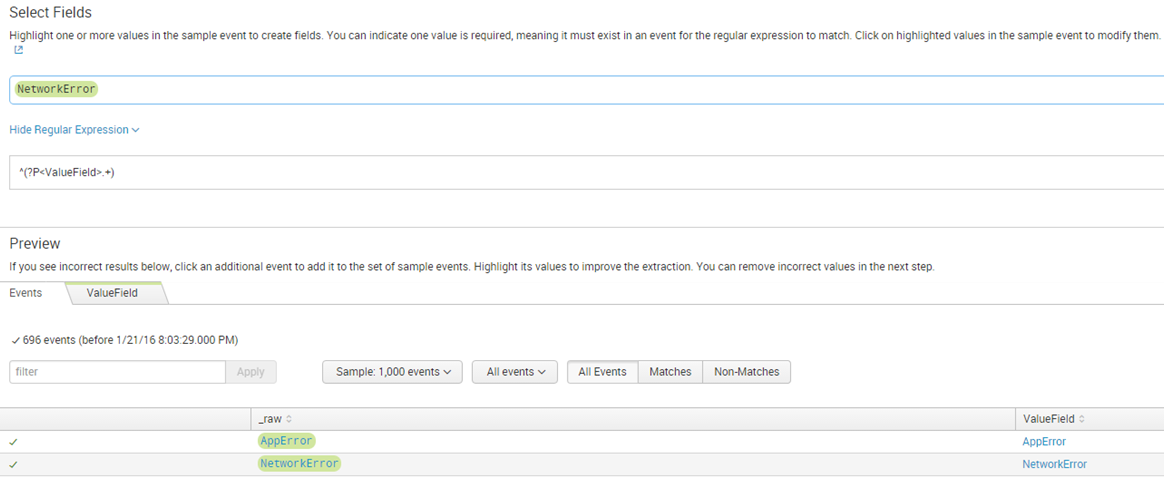 Select Fields
Highlight one or more values in the sample event to create fields. You can indicate one value is required, meaning it must exist in an event for the regular expression to match. Click on highlighted values in the sample event to modify them.
NetworkError
Hide Regular Expression
^(?P<ValueField>.+)
Preview
If you see incorrect results below, click an additional event to add it to the set of sample events. Highlight its values to improve the extraction. You can remove incorrect values in the next step.
Events ValueField
696 events (before 1/21/16 8:03:29.000 PM)
filter Apply Sample: 1,000 events All events All Events Matches Non-Matches
_raw ValueField
AppError AppError
NetworkError NetworkError